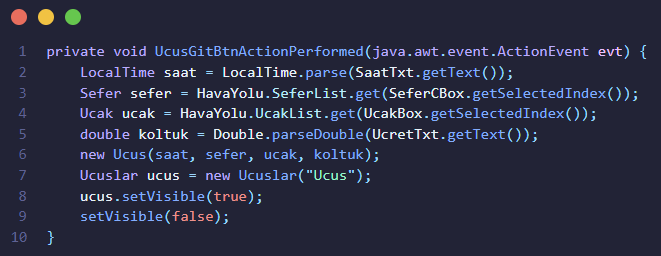 1 private void UcusGitBtnActionPerformed(java.awt.event.ActionEvent evt) {
2 LocalTime saat = LocalTime.parse(SaatTxt.getText());
3 Sefer sefer = HavaYolu.SeferList.get(SeferCBox.getSelectedIndex());
4 Ucak ucak = HavaYolu.UcakList.get(UcakBox.getSelectedIndex());
5 double koltuk = Double.parseDouble(UcretTxt.getText());
6 new Ucus(saat, sefer, ucak, koltuk);
7 Ucuslar ucus = new Ucuslar("Ucus");
8 ucus.setVisible(true);
9 setVisible(false);
10 }